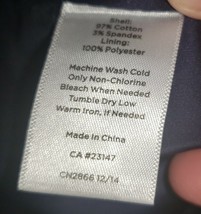 Shell:
97% Cotton
3% Spandex
Lining:
100% Polyester
Machine Wash Cold
Only Non-Chlorine
Bleach When Needed
Tumble Dry Low
Warm Iron, if Needed
Made in China
CA #23147
CN2866 12/14